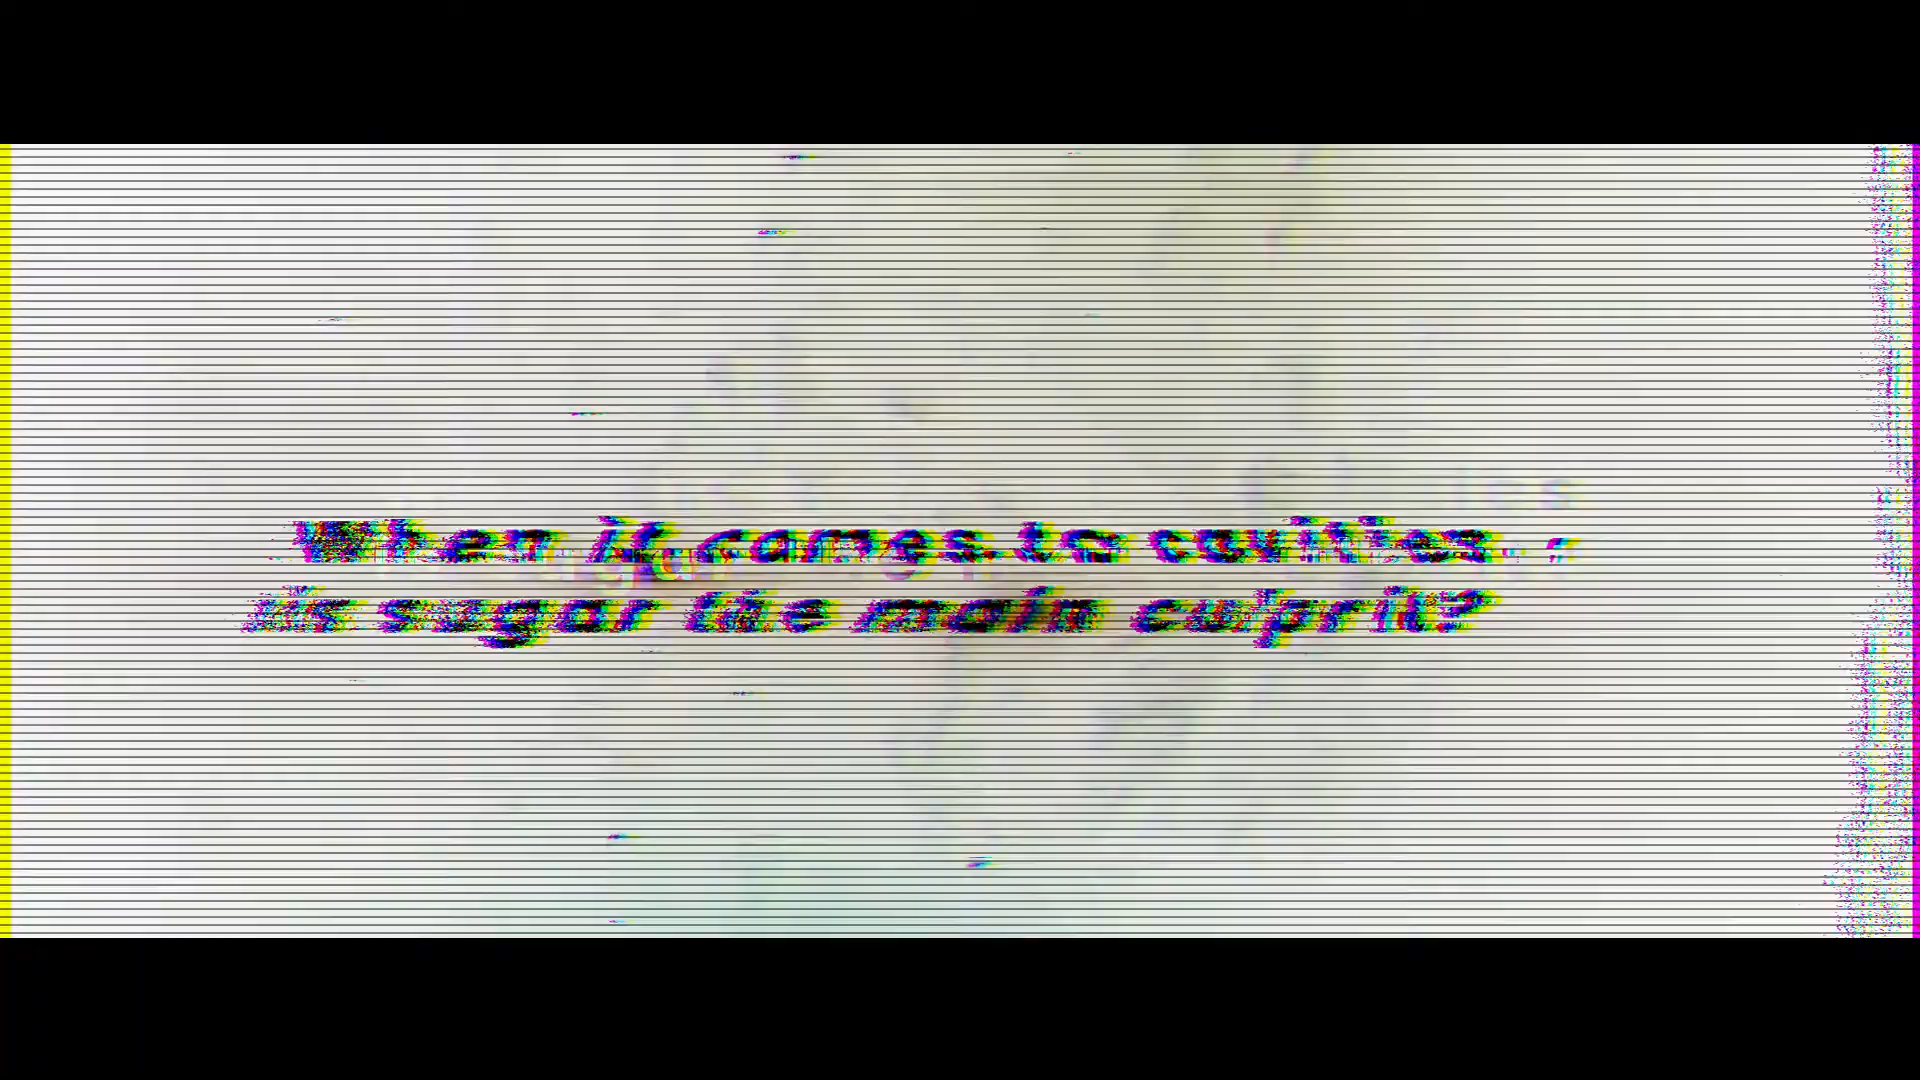 When it comes to cavities
is sugar the main culprit?